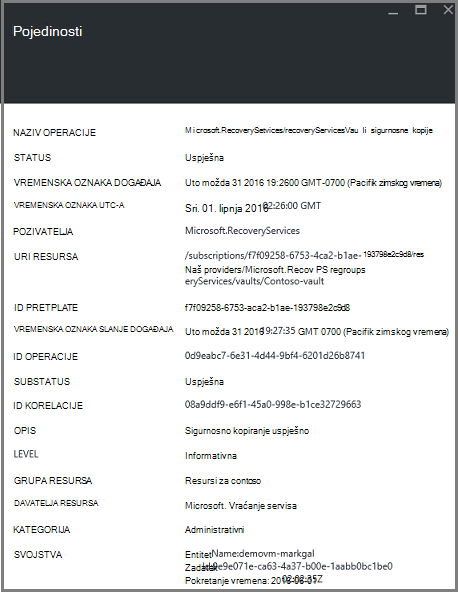 Pojedinosti
NAZIV OPERACIJE Microsoft.RecoverySetvices/recoveryServicesVau li sigurnosne kopije
STATUS Uspješna
VREMENSKA OZNAKA DOGAĐAJA Uto možda 31 2016 19:2600 GMT-0700 (Pacifik zimskog vremena)
VREMENSKA OZNAKA UTC-A Sri. 01. lipnja 2016 02:26:00 GMT
POZIVATELJA Microsoft.RecoveryServices
URI RESURSA /subscriptions/f7f09258-6753-4ca2-b1ae-193798e2c9d8/res
Naš providers/Microsoft.Recov PS regroups
eryServices/vaults/Contoso-vault
ID PRETPLATE f7f09258-6753-aca2-b1ae-193798e2c9d8
VREMENSKA OZNAKA SLANJE DOGAĐAJA Uto možda 31 2016 19:27:35 GMT 0700 (Pacifik zimskog vremena)
ID OPERACIJE 0d9eabc7-6e31-4d44-9bf4-6201d26b8741
SUBSTATUS Uspješna
ID KORELACIJE 08a9ddf9-e6f1-45a0-998e-b1ce32729663
OPIS Sigurnosno kopiranje uspješno
LEVEL Informativna
GRUPA RESURSA Resursi za contoso
DAVATELJA RESURSA Microsoft. Vraćanje servisa
KATEGORIJA Administrativni
SVOJSTVA Entitet Name:demovm-markgal
Zadatak 9e071e-ca63-4a37-b00e-1aabb0bc1be0
Pokretanje vremena: 2016-06-01